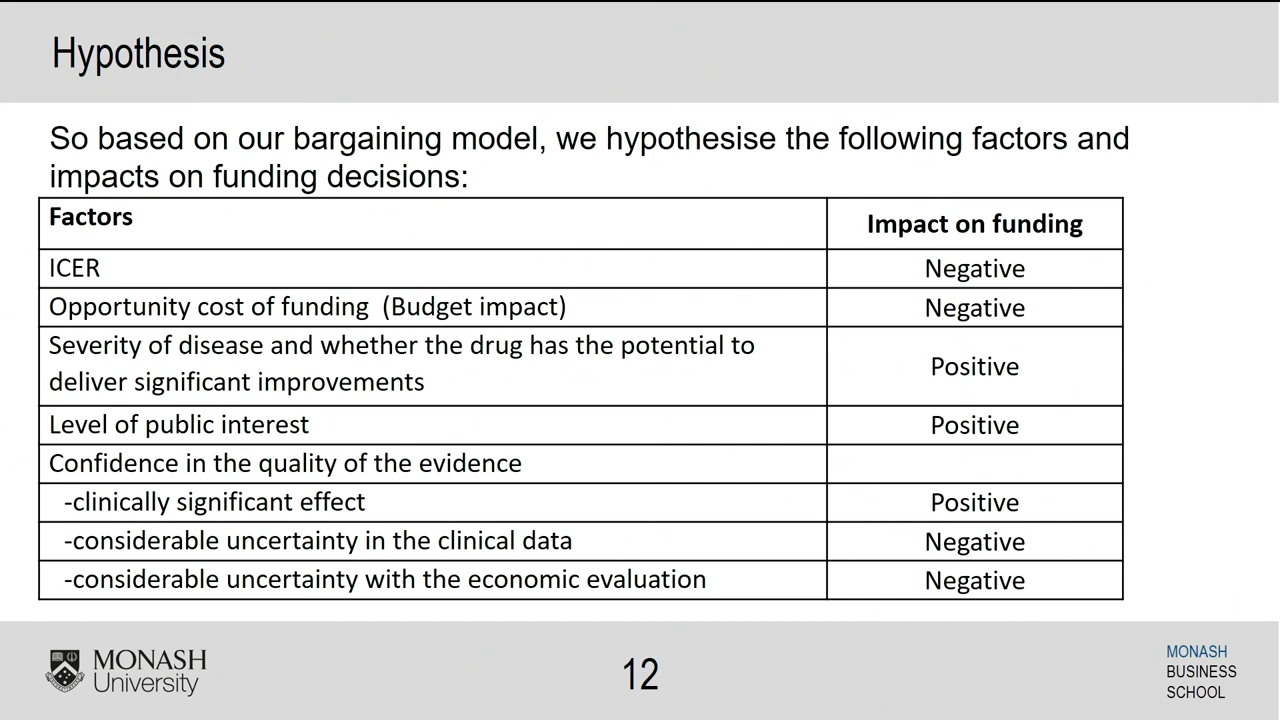 Hypothesis
So based on our bargaining model, we hypothesise the following factors and
impacts on funding decisions:
Factors
Impact on funding
ICER
Negative
Opportunity cost of funding  (Budget impact)
Negative
Severity of disease and whether the drug has the potential to
deliver significant improvements
Positive
Level of public interest
Positive
Confidence in the quality of the evidence
-clinically significant effect
Positive
-considerable uncertainty in the clinical data
Negative
-considerable uncertainty with the economic evaluation
Negative
MONASH
University
12
MONASH
BUSINESS
SCHOOL